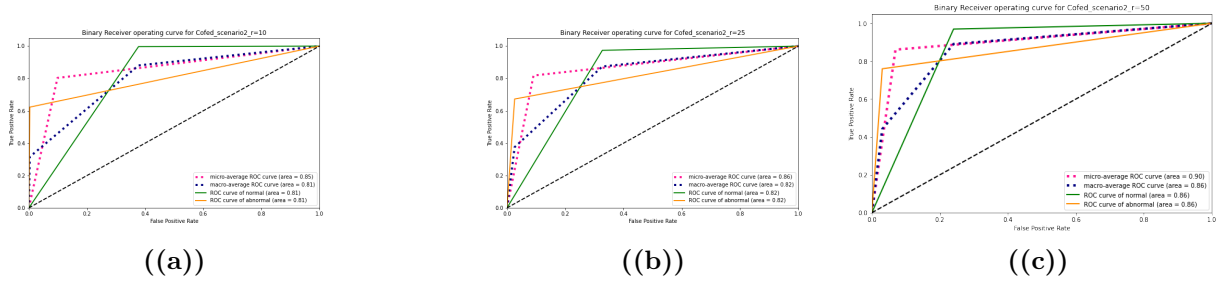 Binary Receiver operating curve for Cofed_scenario2_r=10
True Positive Rate
1.0
0.8
0.6
0.4
0.2
0.0
micro-average ROC curve (area = 0.85)
macro-average ROC curve (area = 0.81)
ROC curve of normal (area = 0.81)
ROC curve of abnormal (area = 0.81)
0.0 0.2 0.4 0.6 0.8 1.0
False Positive Rate
((a))
Binary Receiver operating curve for Cofed_scenario2_r=25
True Positive Rate
1.0
0.8
0.6
0.4
0.2
0.0
micro-average ROC curve (area = 0.86)
macro-average ROC curve (area = 0.82)
ROC curve of normal (area = 0.82)
ROC curve of abnormal (area = 0.82)
0.0 0.2 0.4 0.6 0.8 1.0
False Positive Rate
((b))
Binary Receiver operating curve for Cofed_scenario2_r=50
True Positive Rate
1.0
0.8
0.6
0.4
0.2
0.0
micro-average ROC curve (area = 0.90)
macro-average ROC curve (area = 0.86)
ROC curve of normal (area = 0.86)
ROC curve of abnormal (area = 0.86)
0.0 0.2 0.4 0.6 0.8 1.0
False Positive Rate
((c))